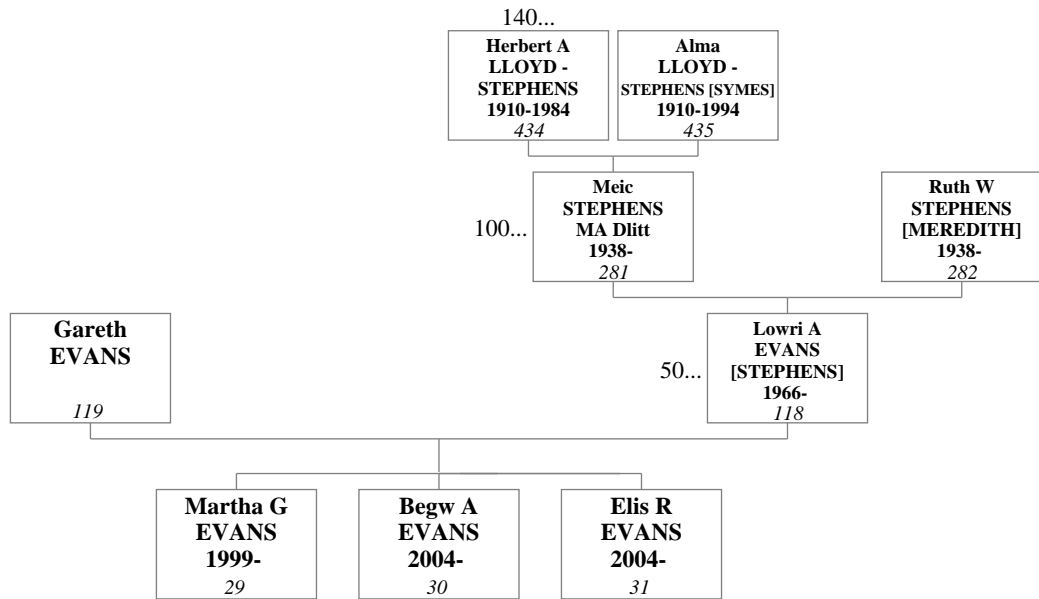 140...
Herbert A
LLOYD -
STEPHENS
1910-1984
434
Alma
LLOYD -
STEPHENS [SYMES]
1910-1994
435
100...
Meic
STEPHENS
MA Dlitt
1938-
281
Ruth W
STEPHENS
[MEREDITH]
1938-
282
Gareth
EVANS
119
50...
Lowri A
EVANS
[STEPHENS]
1966-
118
Martha G
EVANS
1999-
29
Begw A
EVANS
2004-
30
Elis R
EVANS
2004-
31